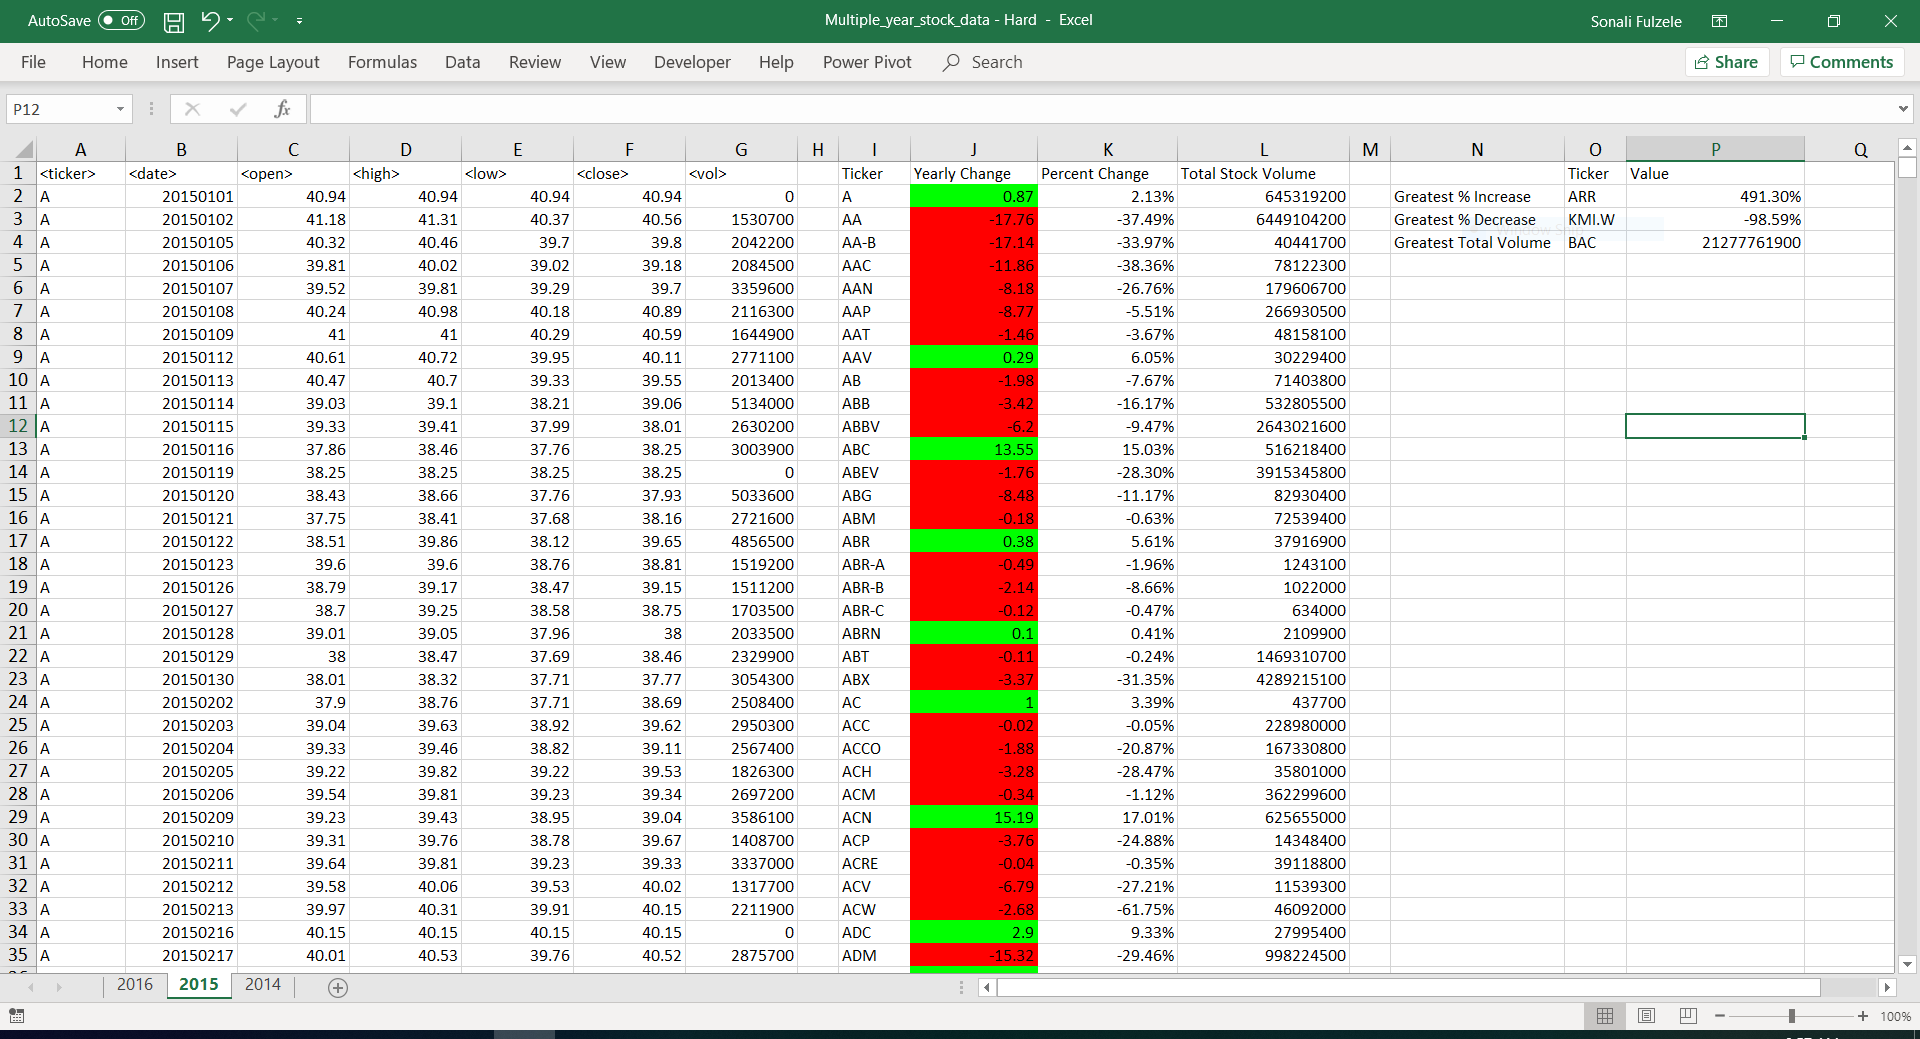 AutoSave Off Multiple_year_stock_data - Hard - Excel Sonali Fulzele
File Home Insert Page Layout Formulas Data Review View Developer Help Power Pivot Search Share Comments
P12 fx
A B C D E F G H I J K L M N O P Q
1 <ticker> <date> <open> <high> <low> <close> <vol> Ticker Yearly Change Percent Change Total Stock Volume Ticker Value
2 A 20150101 40.94 40.94 40.94 40.94 0 A 0.87 2.13% 645319200 Greatest % Increase ARR 491.30%
3 A 20150102 41.18 41.31 40.37 40.56 1530700 AA -17.76 -37.49% 6449104200 Greatest % Decrease KMI.W -98.59%
4 A 20150105 40.32 40.46 39.7 39.8 2042200 AA-B -17.14 -33.97% 40441700 Greatest Total Volume BAC 21277761900
5 A 20150106 39.81 40.02 39.02 39.18 2084500 AAC -11.86 -38.36% 78122300
6 A 20150107 39.52 39.81 39.29 39.7 3359600 AAN -8.18 -26.76% 179606700
7 A 20150108 40.24 40.98 40.18 40.89 2116300 AAP -8.77 -5.51% 266930500
8 A 20150109 41 41 40.29 40.59 1644900 AAT -1.46 -3.67% 48158100
9 A 20150112 40.61 40.72 39.95 40.11 2771100 AAV 0.29 6.05% 30229400
10 A 20150113 40.47 40.7 39.33 39.55 2013400 AB -1.98 -7.67% 71403800
11 A 20150114 39.03 39.1 38.21 39.06 5134000 ABB -3.42 -16.17% 532805500
12 A 20150115 39.33 39.41 37.99 38.01 2630200 ABBV -6.2 -9.47% 2643021600
13 A 20150116 37.86 38.46 37.76 38.25 3003900 ABC 13.55 15.03% 516218400
14 A 20150119 38.25 38.25 38.25 38.25 0 ABEV -1.76 -28.30% 3915345800
15 A 20150120 38.43 38.66 37.76 37.93 5033600 ABG -8.48 -11.17% 82930400
16 A 20150121 37.75 38.41 37.68 38.16 2721600 ABM -0.18 -0.63% 72539400
17 A 20150122 38.51 39.86 38.12 39.65 4856500 ABR 0.38 5.61% 37916900
18 A 20150123 39.6 39.6 38.76 38.81 1519200 ABR-A -0.49 -1.96% 1243100
19 A 20150126 38.79 39.17 38.47 39.15 1511200 ABR-B -2.14 -8.66% 1022000
20 A 20150127 38.7 39.25 38.58 38.75 1703500 ABR-C -0.12 -0.47% 634000
21 A 20150128 39.01 39.05 37.96 38 2033500 ABRN 0.1 0.41% 2109900
22 A 20150129 38 38.47 37.69 38.46 2329900 ABT -0.11 -0.24% 1469310700
23 A 20150130 38.01 38.32 37.71 37.77 3054300 ABX -3.37 -31.35% 4289215100
24 A 20150202 37.9 38.76 37.71 38.69 2508400 AC 1 3.39% 437700
25 A 20150203 39.04 39.63 38.92 39.62 2950300 ACC -0.02 -0.05% 228980000
26 A 20150204 39.33 39.46 38.82 39.11 2567400 ACCO -1.88 -20.87% 167330800
27 A 20150205 39.22 39.82 39.22 39.53 1826300 ACH -3.28 -28.47% 35801000
28 A 20150206 39.54 39.81 39.23 39.34 2697200 ACM -0.34 -1.12% 362299600
29 A 20150209 39.23 39.43 38.95 39.04 3586100 ACN 15.19 17.01% 625655000
30 A 20150210 39.31 39.76 38.78 39.67 1408700 ACP -3.76 -24.88% 14348400
31 A 20150211 39.64 39.81 39.23 39.33 3337000 ACRE -0.04 -0.35% 39118800
32 A 20150212 39.58 40.06 39.53 40.02 1317700 ACV -6.79 -27.21% 11539300
33 A 20150213 39.97 40.31 39.91 40.15 2211900 ACW -2.68 -61.75% 46092000
34 A 20150216 40.15 40.15 40.15 40.15 0 ADC 2.9 9.33% 27995400
35 A 20150217 40.01 40.53 39.76 40.52 2875700 ADM -15.32 -29.46% 998224500
2016 2015 2014
100%